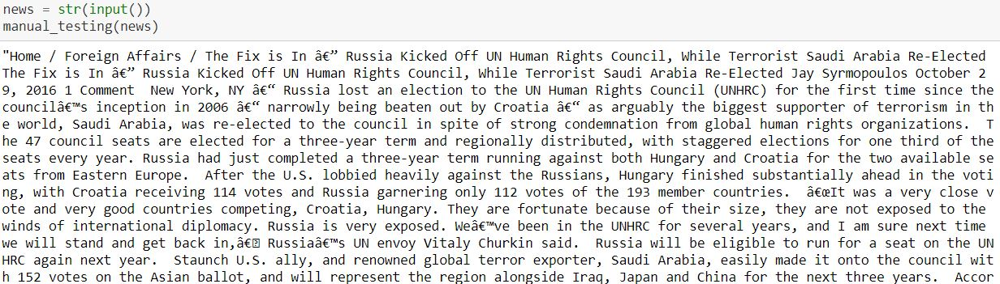 news = str(input())
manual_testing(news)
"Home / Foreign Affairs / The Fix is In â€" Russia Kicked Off UN Human Rights Council, While Terrorist Saudi Arabia Re-Elected
The Fix is In â€" Russia Kicked Off UN Human Rights Council, While Terrorist Saudi Arabia Re-Elected Jay Syrmopoulos October 2
9, 2016 1 Comment  New York, NY â€“ Russia lost an election to the UN Human Rights Council (UNHRC) for the first time since the
councilâ€™s inception in 2006 â€“ narrowly being beaten out by Croatia â€“ as arguably the biggest supporter of terrorism in th
e world, Saudi Arabia, was re-elected to the council in spite of strong condemnation from global human rights organizations.  T
he 47 council seats are elected for a three-year term and regionally distributed, with staggered elections for one third of the
seats every year. Russia had just completed a three-year term running against both Hungary and Croatia for the two available se
ats from Eastern Europe.  After the U.S. lobbied heavily against the Russians, Hungary finished substantially ahead in the voti
ng, with Croatia receiving 114 votes and Russia garnering only 112 votes of the 193 member countries.  â€œIt was a very close v
ote and very good countries competing, Croatia, Hungary. They are fortunate because of their size, they are not exposed to the
winds of international diplomacy. Russia is very exposed. Weâ€™ve been in the UNHRC for several years, and I am sure next time
we will stand and get back in,â€ Russiaâ€™s UN envoy Vitaly Churkin said.  Russia will be eligible to run for a seat on the UN
HRC again next year.  Staunch U.S. ally, and renowned global terror exporter, Saudi Arabia, easily made it onto the council wit
h 152 votes on the Asian ballot, and will represent the region alongside Iraq, Japan and China for the next three years.  Accor